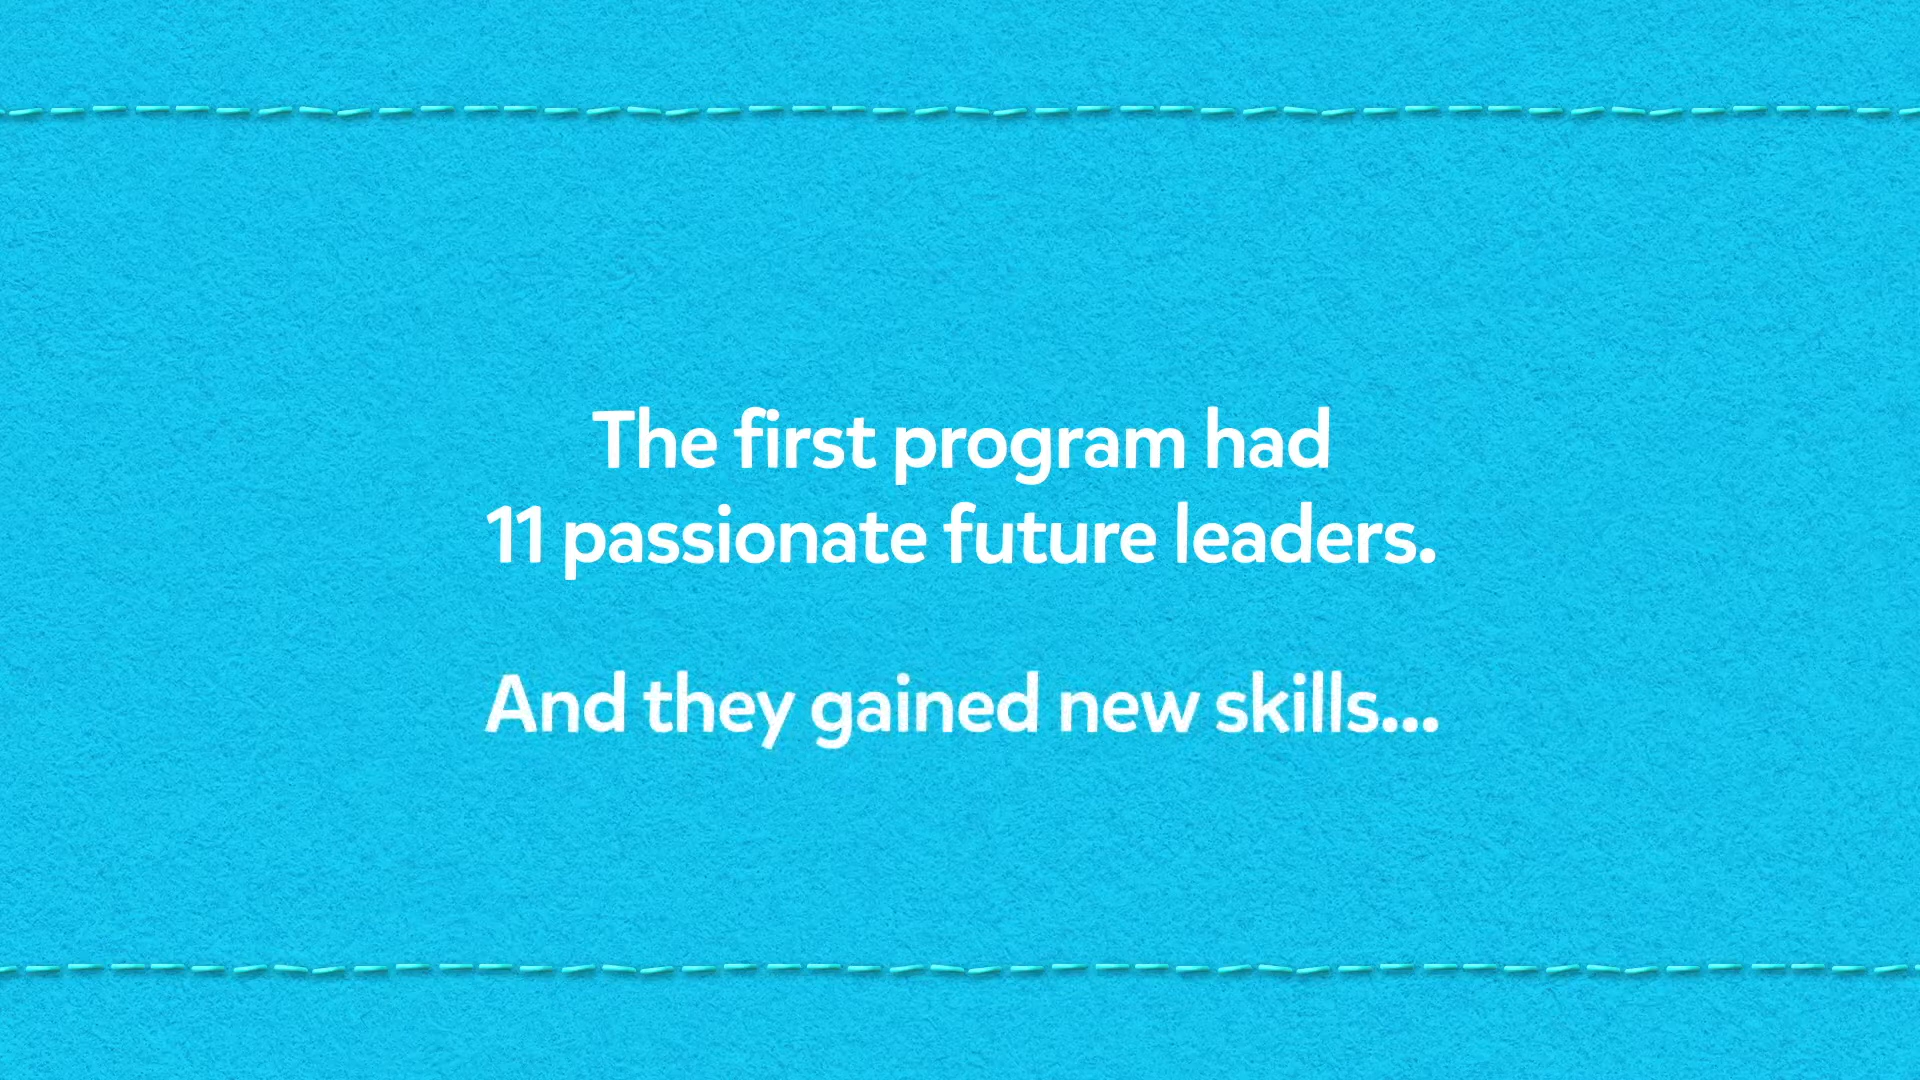 The first program had
11 passionate future leaders.
And they gained new skills...